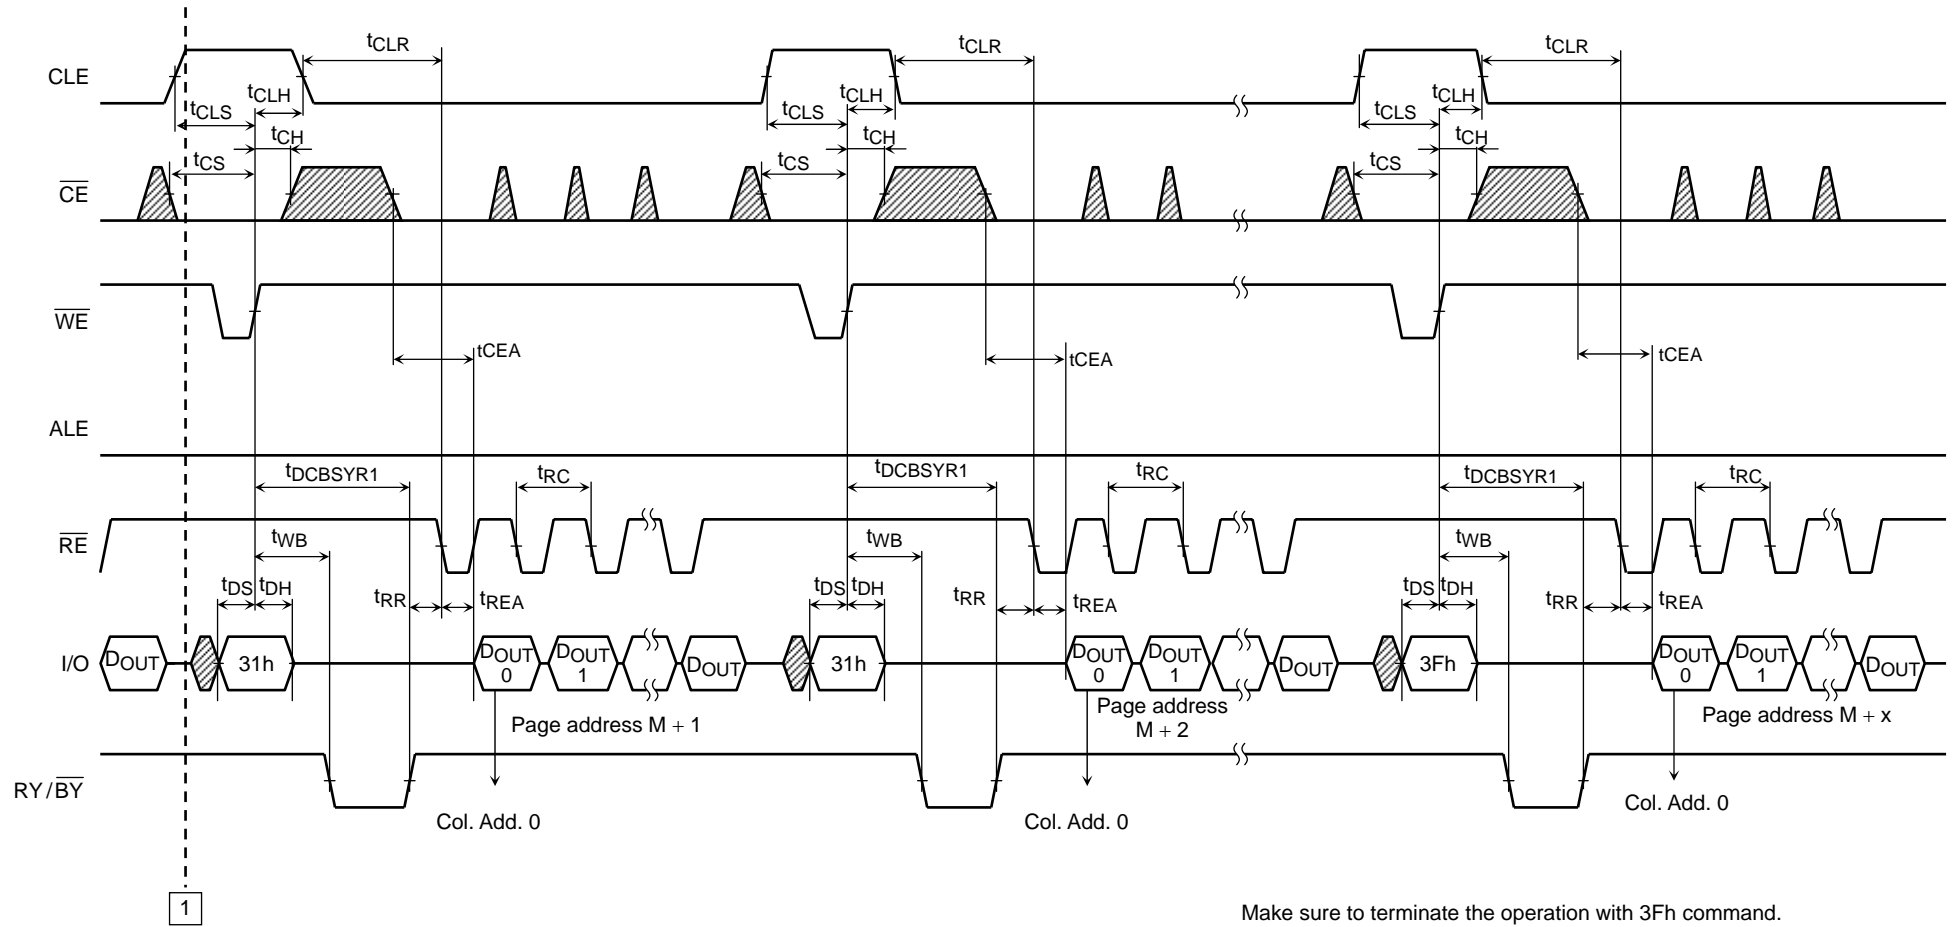 tCLR tCLR tCLR
CLE
tCLH tCLH tCLH
tCLS tCLS tCLS
tCH tCH tCH
tCS tCS tCS
CE
WE
tCEA tCEA tCEA
ALE
tDCBSYR1 tDCBSYR1 tDCBSYR1
tRC tRC tRC
RE
tWB tWB tWB
tDS tDH tDS tDH tDS tDH
tRR tREA tRR tREA tRR tREA
I/O DOUT 31h DOUT 0 DOUT 1 DOUT 31h DOUT 0 DOUT 1 DOUT 3Fh DOUT 0 DOUT 1 DOUT
Page address M + 1
Page address
M + 2
Page address M + x
RY/BY
Col. Add. 0 Col. Add. 0 Col. Add. 0
1
Make sure to terminate the operation with 3Fh command.